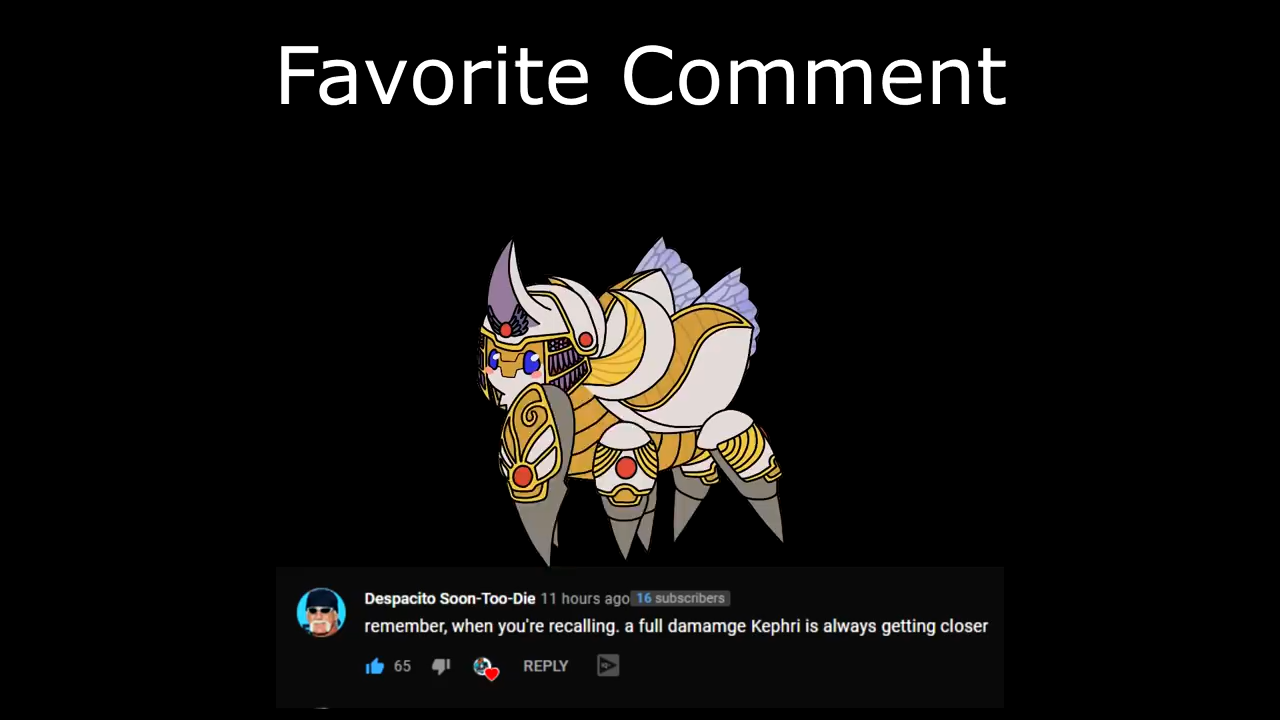 Favorite Comment
Despacito Soon-Too-Die 11 hours ago 16 subscribers
remember, when you're recalling. a full damamge Kephri is always getting closer
65 REPLY